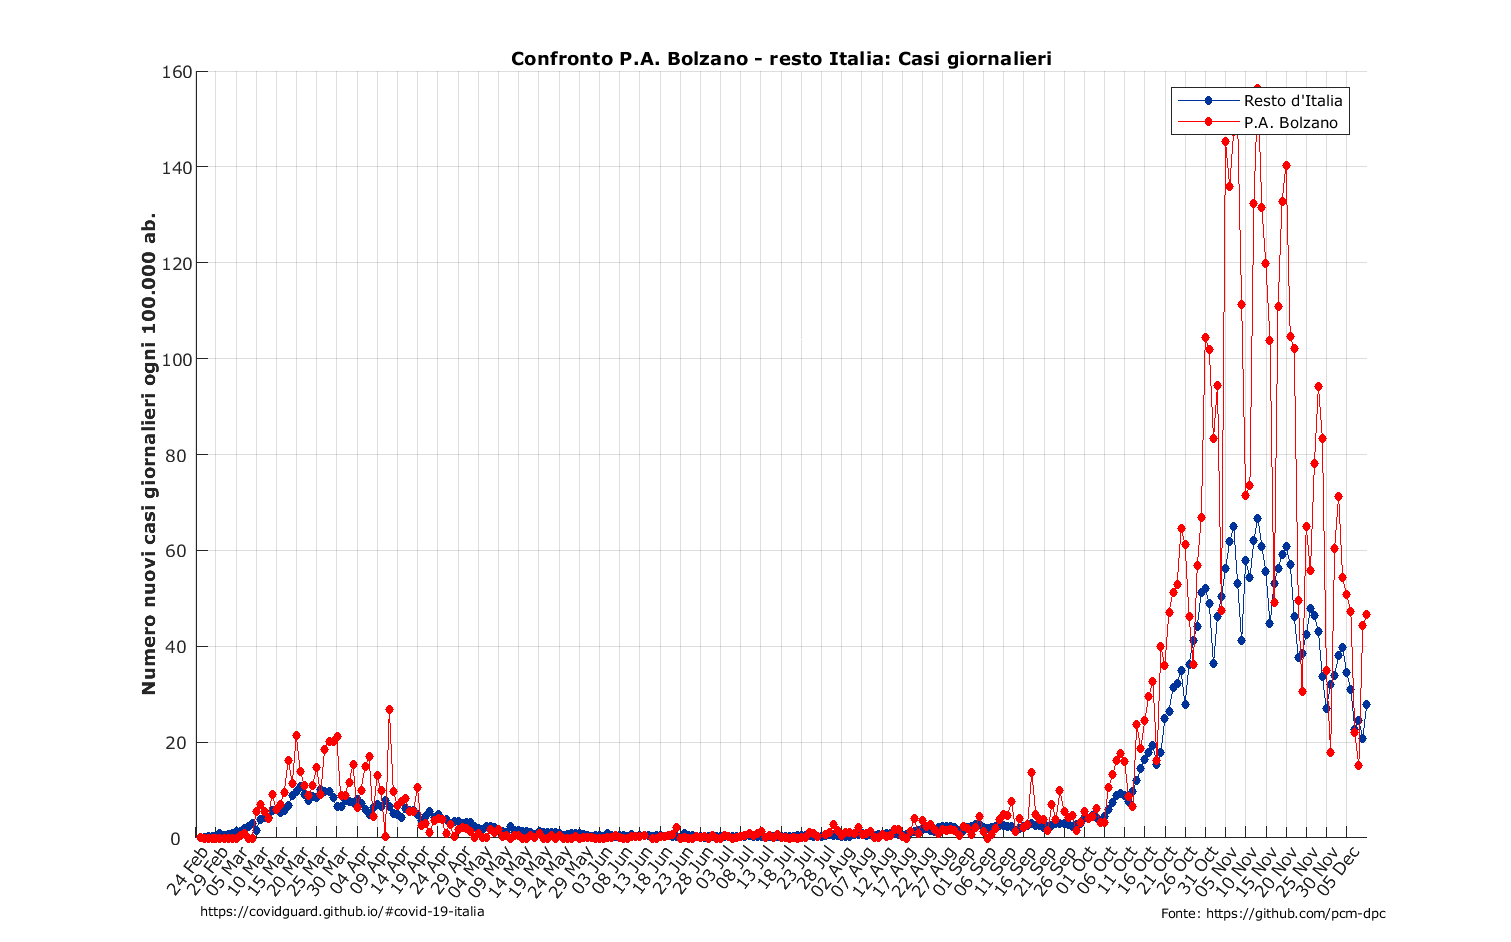 Confronto P.A. Bolzano - resto Italia: Casi giornalieri
Resto d'Italia
P.A. Bolzano
Numero nuovi casi giornalieri ogni 100.000 ab.
160
140
120
100
80
60
40
20
0
24 Feb
29 Feb
05 Mar
10 Mar
15 Mar
20 Mar
25 Mar
30 Mar
04 Apr
09 Apr
14 Apr
19 Apr
24 Apr
29 Apr
04 May
09 May
14 May
19 May
24 May
29 May
03 Jun
08 Jun
13 Jun
18 Jun
23 Jun
28 Jun
03 Jul
08 Jul
13 Jul
18 Jul
23 Jul
28 Jul
02 Aug
07 Aug
12 Aug
17 Aug
22 Aug
27 Aug
01 Sep
06 Sep
11 Sep
16 Sep
21 Sep
26 Sep
01 Oct
06 Oct
11 Oct
16 Oct
21 Oct
26 Oct
31 Oct
05 Nov
10 Nov
15 Nov
20 Nov
25 Nov
30 Nov
05 Dec
https://covidguard.github.io/#covid-19-italia
Fonte: https://github.com/pcm-dpc